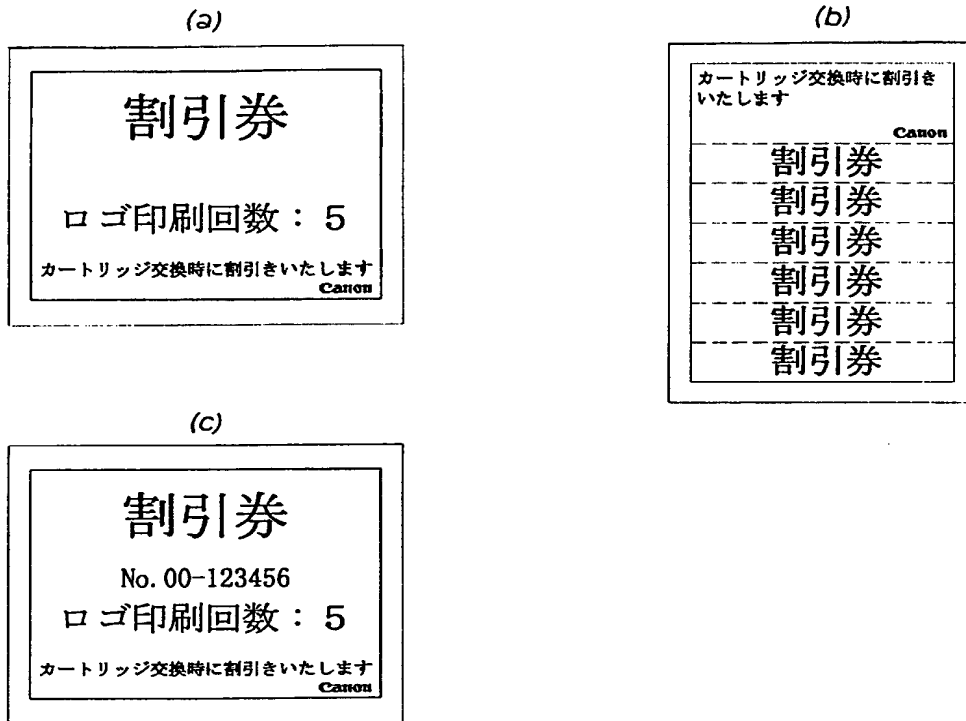 (a)
割引券
ロゴ印刷回数：5
カートリッジ交換時に割引きいたします
Canon
(b)
カートリッジ交換時に割引き
いたします
Canon
割引券
割引券
割引券
割引券
割引券
割引券
(c)
割引券
No.00-123456
ロゴ印刷回数：5
カートリッジ交換時に割引きいたします
Canon